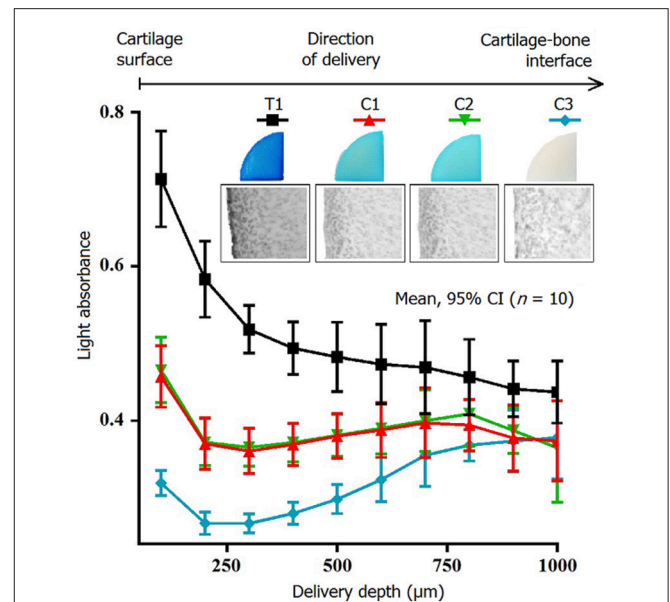 Cartilage surface
Direction of delivery
Cartilage-bone interface
T1
C1
C2
C3
Mean, 95% CI (n = 10)
Light absorbance
0.8
0.6
0.4
250
500
750
1000
Delivery depth (µm)